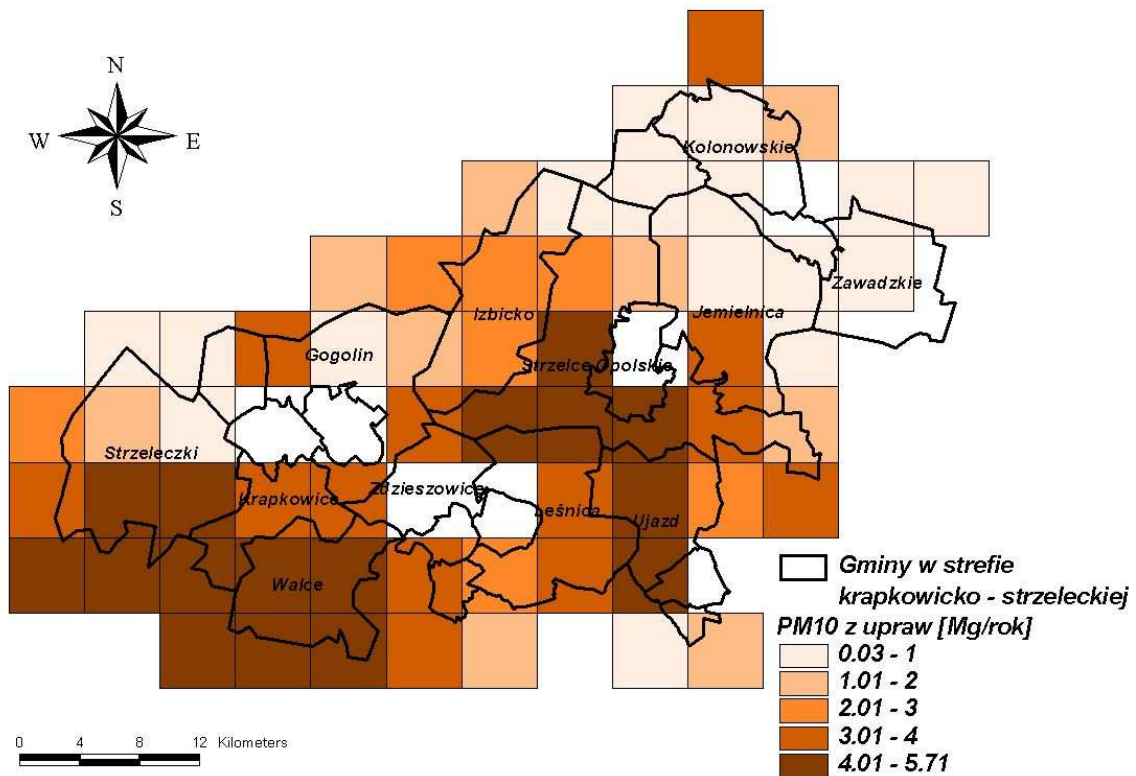 N
W E
S
Kolonowskie
Zawadzkie
Izbicko
Jemielnica
Gogolin
Strzelce Opolskie
Strzeleczki
Krapkowice
Zdzieszowice
Leśnica
Ujazd
Walce
Gminy w strefie
krapkowicko - strzeleckiej
PM10 z upraw [Mg/rok]
0.03 - 1
1.01 - 2
2.01 - 3
3.01 - 4
4.01 - 5.71
0 4 8 12 Kilometers